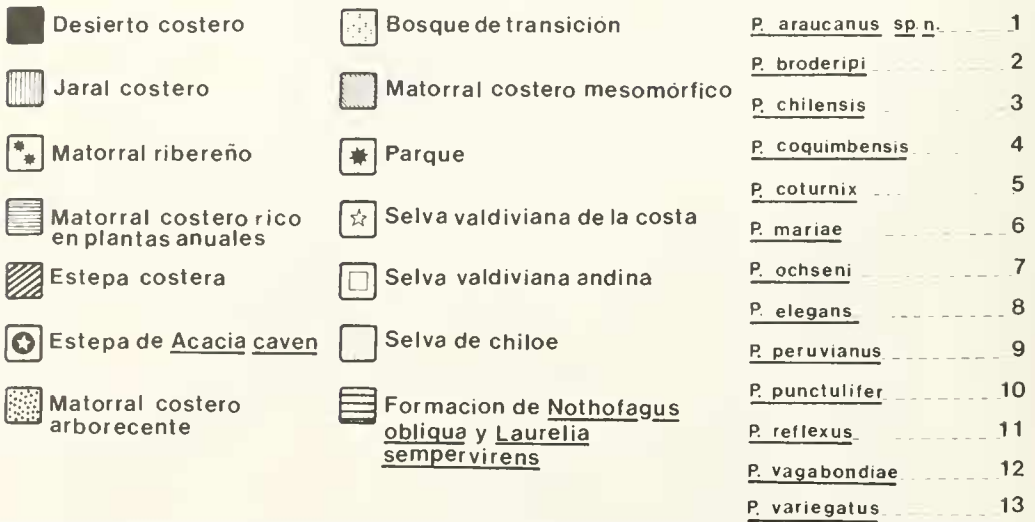 Desierto costero
Jaral costero
Matorral ribereño
Matorral costero rico
en plantas anuales
Estepa costera
Estepa de Acacia caven
Matorral costero
arborecente
Bosque de transición
Matorral costero mesomórfico
Parque
Selva valdiviana de la costa
Selva valdiviana andina
Selva de chiloe
Formacion de Nothofagus
obliqua y Laurelia
sempervirens
P. araucanus sp.n. 1
P. broderipi 2
P. chilensis 3
P. coquimbensis 4
P. coturnix 5
P. mariae 6
P. ochseni 7
P. elegans 8
P. peruvianus 9
P. punctulifer 10
P. reflexus 11
P. vagabondiae 12
P. variegatus 13